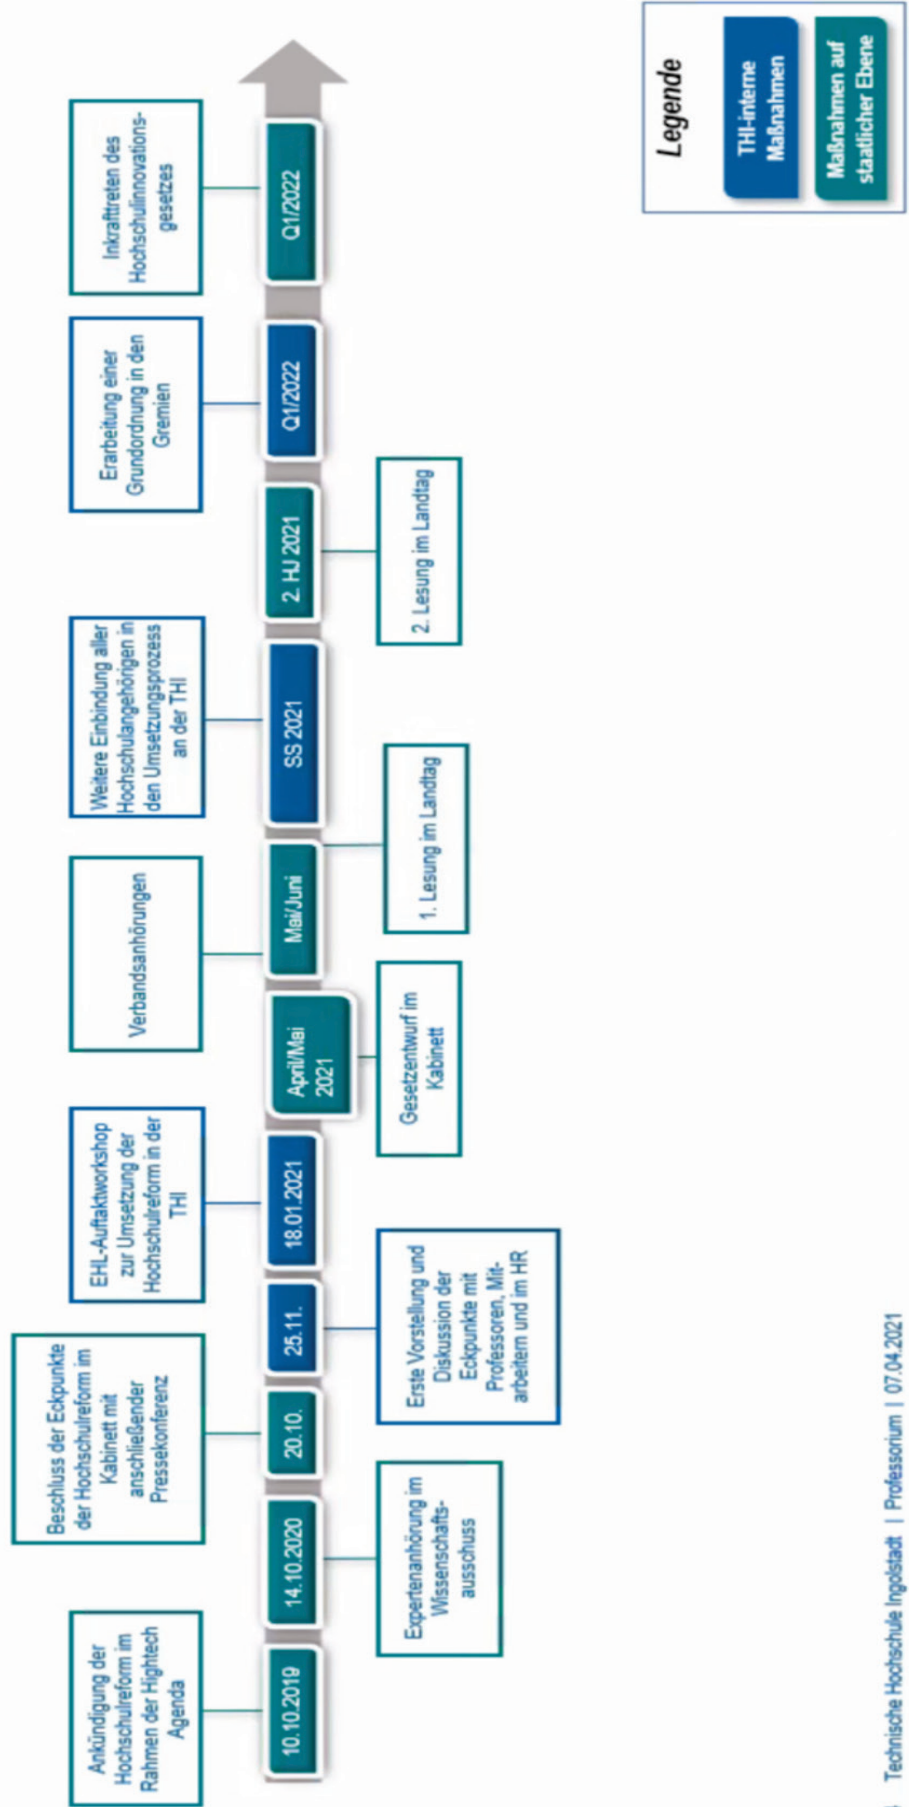 Ankündigung der
Hochschulreform im
Rahmen der Hightech
Agenda
Beschluss der Eckpunkte
der Hochschulreform im
Kabinett mit
anschließender
Pressekonferenz
EHL-Auftaktworkshop
zur Umsetzung der
Hochschulreform in der
THI
Verbandsanhörungen
Weitere Einbindung aller
Hochschulangehörigen in
den Umsetzungsprozess
an der THI
Erarbeitung einer
Grundordnung in den
Gremien
Inkrafttreten des
Hochschulinnovations-
gesetzes
10.10.2019
14.10.2020
20.10.
25.11.
18.01.2021
April/Mai
2021
Mai/Juni
SS 2021
2. HJ 2021
Q1/2022
Q1/2022
Expertenanhörung im
Wissenschafts-
ausschuss
Erste Vorstellung und
Diskussion der
Eckpunkte mit
Professoren, Mit-
arbeitern und im HR
Gesetzentwurf im
Kabinett
1. Lesung im Landtag
2. Lesung im Landtag
Legende
THI-interne
Maßnahmen
Maßnahmen auf
staatlicher Ebene
Technische Hochschule Ingolstadt | Professorium | 07.04.2021